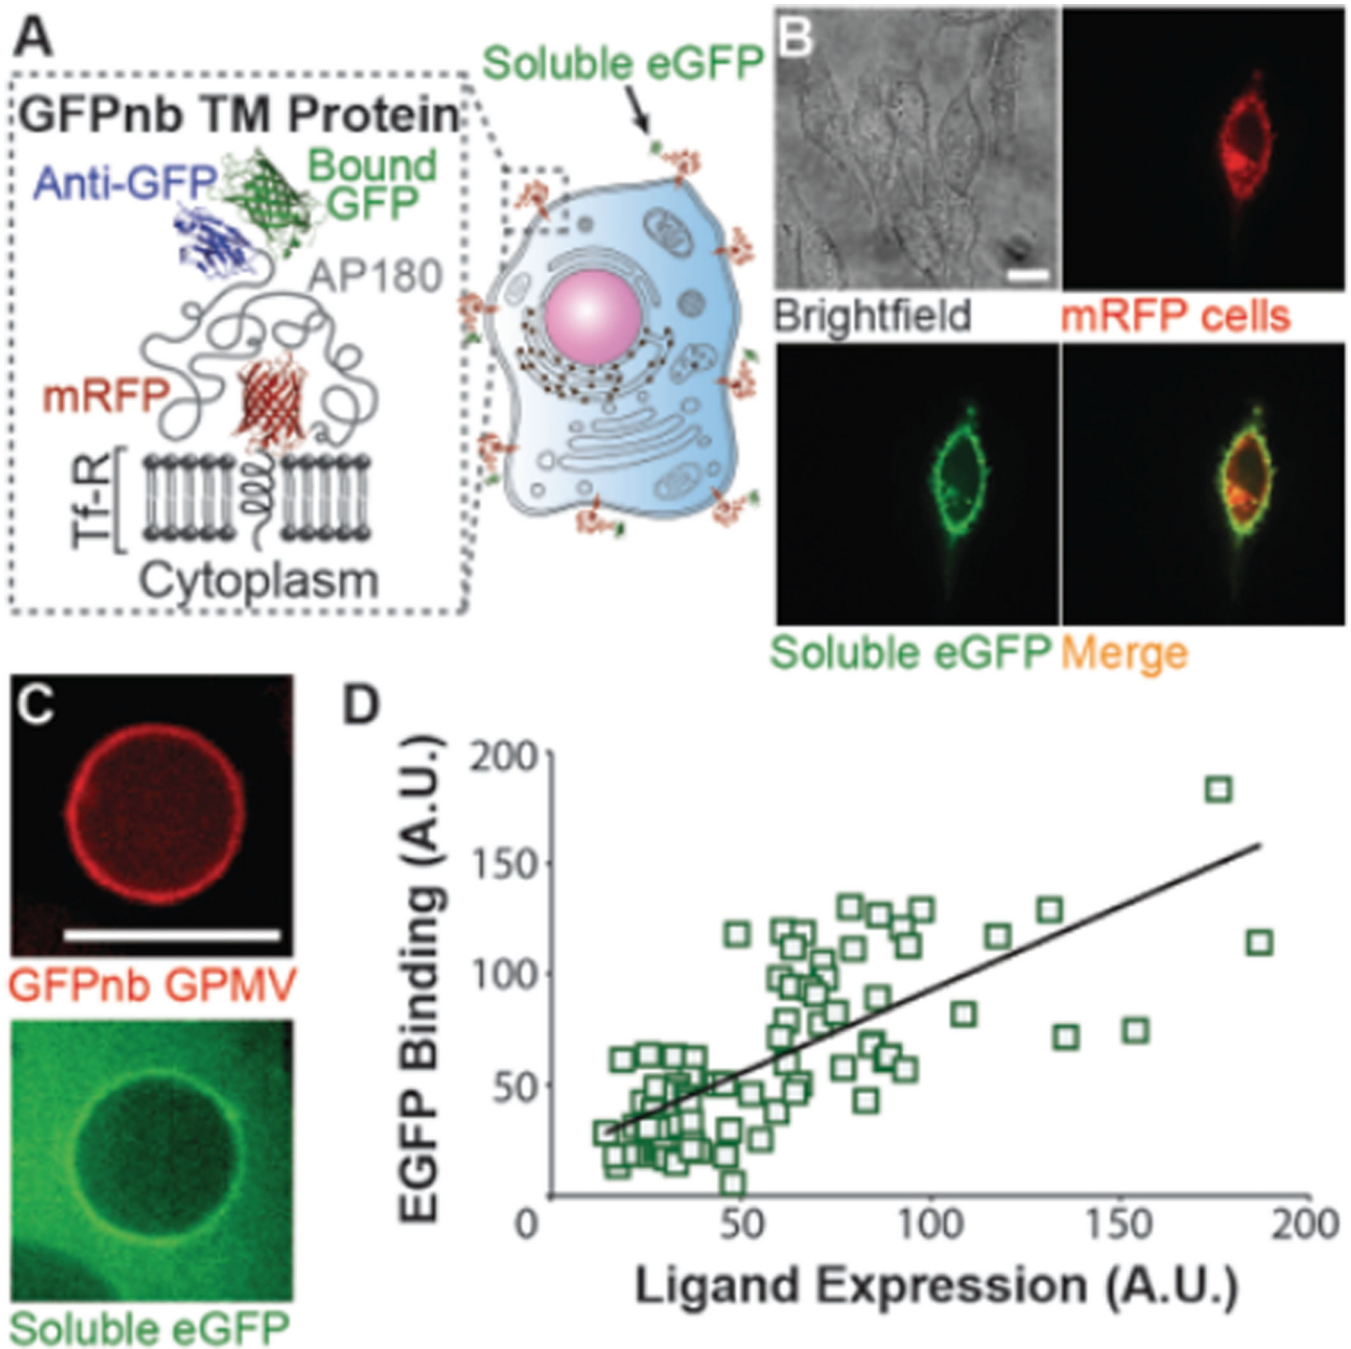 A
Soluble eGFP
GFPnb TM Protein
Anti-GFP
Bound
GFP
AP180
mRFP
Tf-R
Cytoplasm
B
Brightfield
mRFP cells
Soluble eGFP
Merge
C
GFPnb GPMV
Soluble eGFP
D
EGFP Binding (A.U.)
200
150
100
50
0
50
100
150
200
Ligand Expression (A.U.)